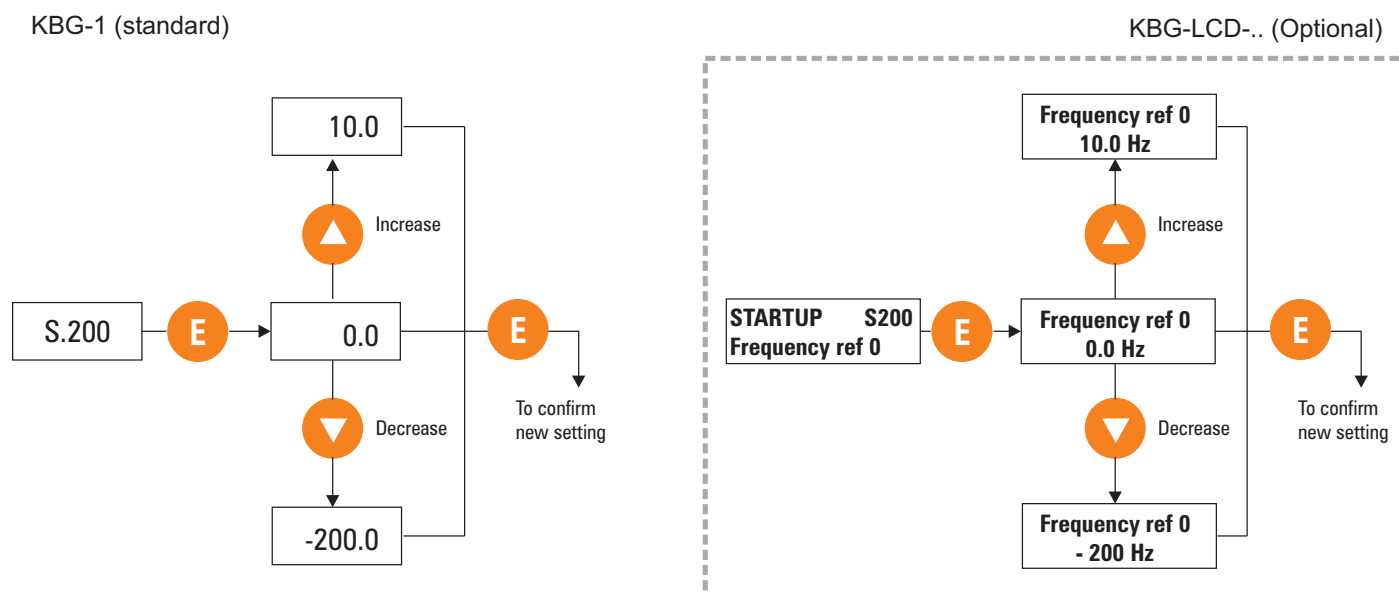 KBG-1 (standard)
10.0
Increase
S.200
E
0.0
E
Decrease
To confirm
new setting
-200.0
KBG-LCD-.. (Optional)
Frequency ref 0
10.0 Hz
Increase
STARTUP S200
Frequency ref 0
E
Frequency ref 0
0.0 Hz
E
Decrease
To confirm
new setting
Frequency ref 0
- 200 Hz